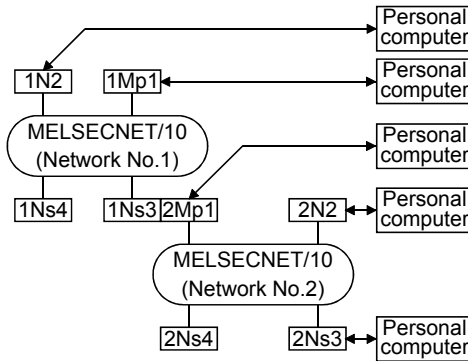 Personal
computer
1N2
1Mp1
Personal
computer
MELSECNET/10
(Network No.1)
Personal
computer
1Ns4
1Ns3
2Mp1
2N2
Personal
computer
MELSECNET/10
(Network No.2)
2Ns4
2Ns3
Personal
computer